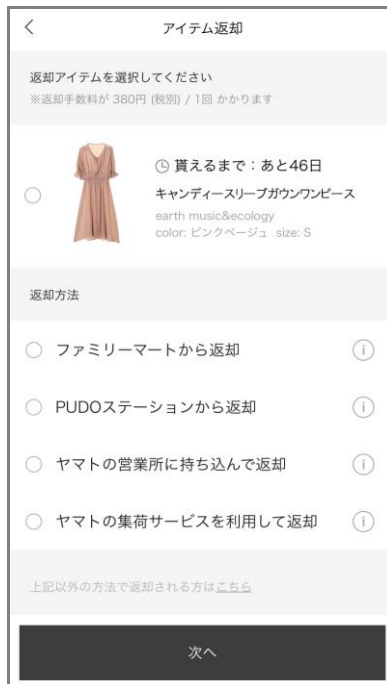 アイテム返却
返却アイテムを選択してください
※返却手数料が 380円 (税別) / 1回 かかります
貰えるまで：あと46日
キャンディースリーブガウンワンピース
earth music&ecology
color: ピンクベージュ size: S
返却方法
ファミリーマートから返却
PUDOステーションから返却
ヤマトの営業所に持ち込んで返却
ヤマトの集荷サービスを利用して返却
上記以外の方法で返却される方はこちら
次へ